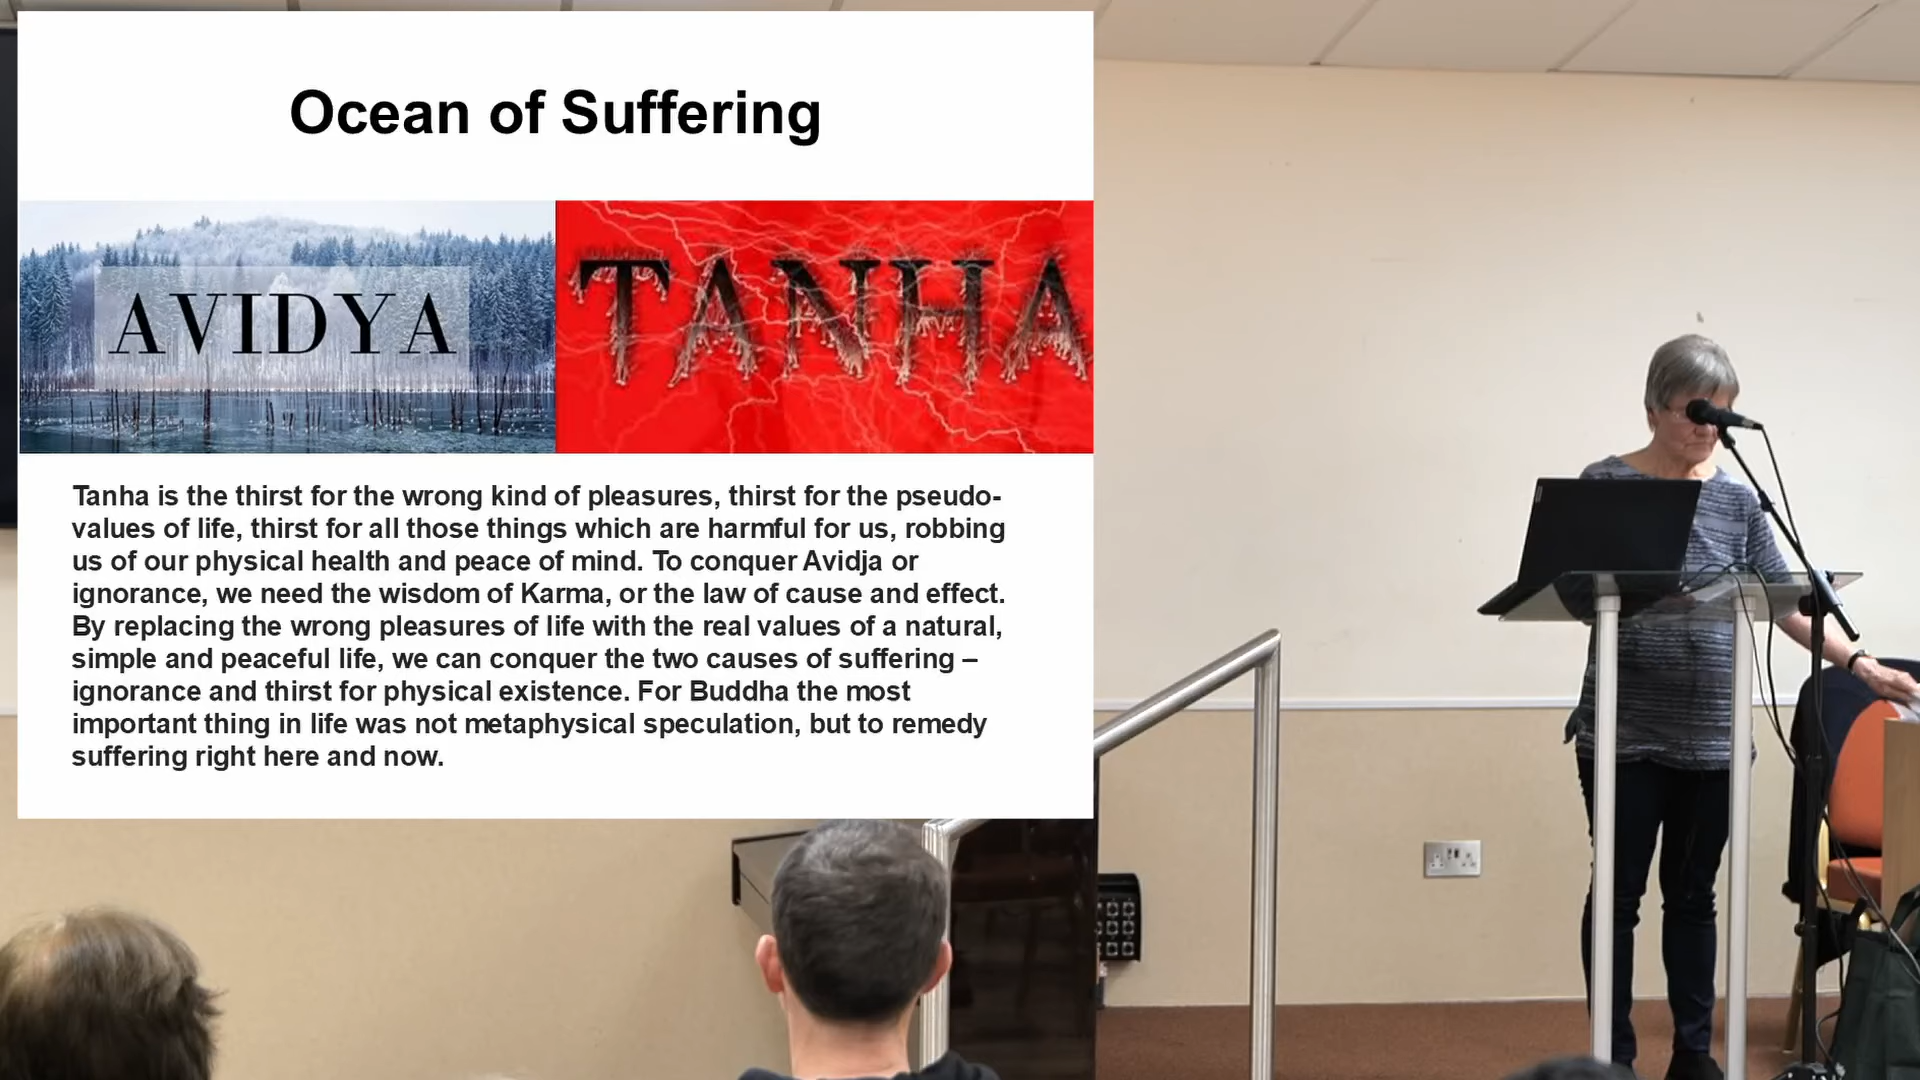 Ocean of Suffering
AVIDYA
TANHA
Tanha is the thirst for the wrong kind of pleasures, thirst for the pseudo-
values of life, thirst for all those things which are harmful for us, robbing
us of our physical health and peace of mind. To conquer Avidja or
ignorance, we need the wisdom of Karma, or the law of cause and effect.
By replacing the wrong pleasures of life with the real values of a natural,
simple and peaceful life, we can conquer the two causes of suffering –
ignorance and thirst for physical existence. For Buddha the most
important thing in life was not metaphysical speculation, but to remedy
suffering right here and now.